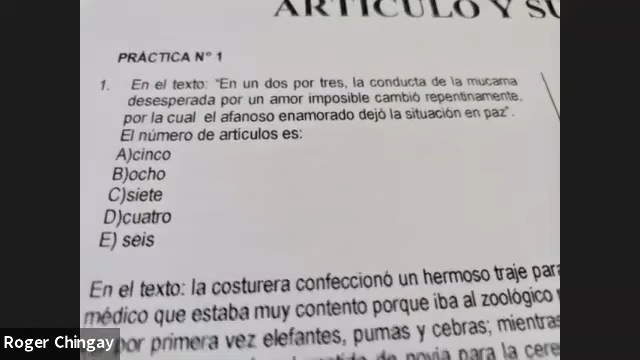 ARTÍCULO Y SU
PRÁCTICA N° 1
1. En el texto: "En un dos por tres, la conducta de la mucama
desesperada por un amor imposible cambió repentinamente,
por la cual el afanoso enamorado dejó la situación en paz".
El número de articulos es:
A)cinco
B)ocho
C)siete
D)cuatro
E) seis
En el texto: la costurera confeccionó un hermoso traje para
médico que estaba muy contento porque iba al zoológico
por primera vez elefantes, pumas y cebras; mientras
de novia para la cere
Roger Chingay